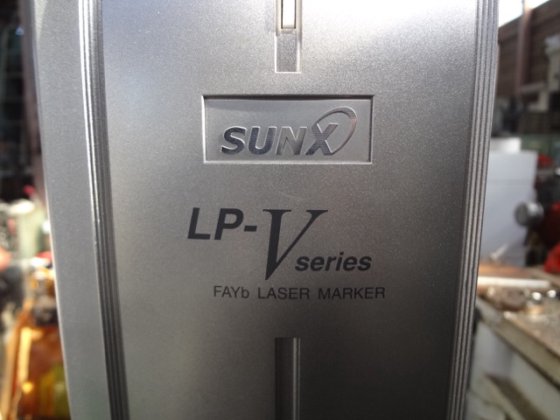 SUNX
LP-V series
FAYb LASER MARKER